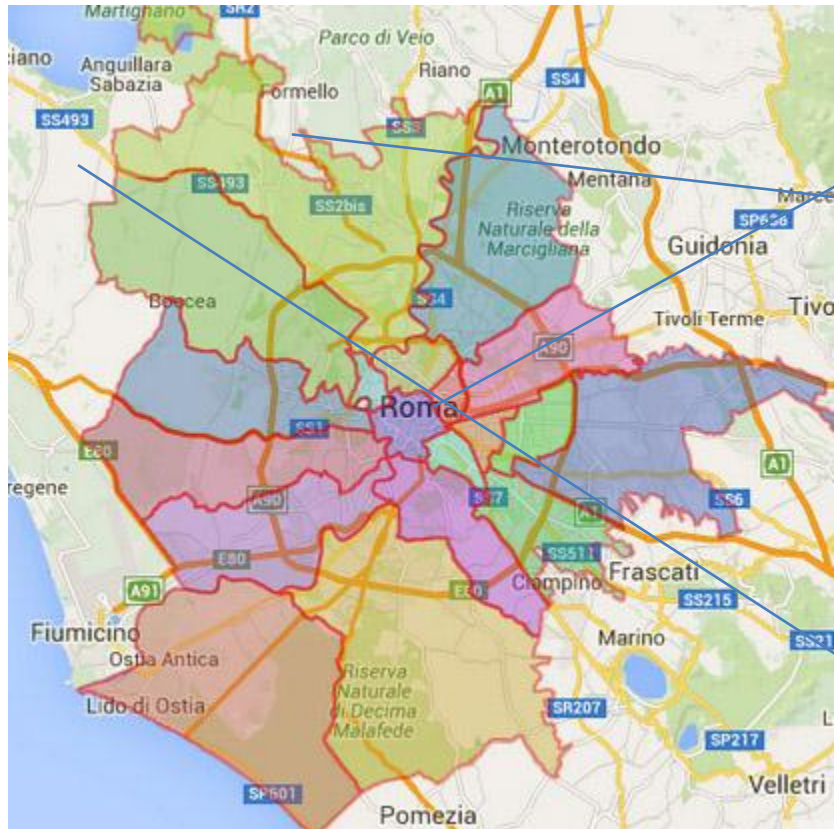 Martignano
SR2
Parco di Veio
ciano
Anguillara
Sabazia
Riano
A1
SS4
Formello
SS493
SS3
Monterotondo
Mentana
SS493
SS2bis
Riserva
Naturale della
Marcigliana
Marce
SP636
Guidonia
Boccea
SS4
Tivo
Tivoli Terme
A90
Roma
SS1
E80
A1
regene
A90
SS7
SS6
A1
E80
SS511
A91
Ciampino
E80
Frascati
SS215
Fiumicino
Marino
SS21
Ostia Antica
Riserva
Naturale
di Decima
Malafede
Lido di Ostia
SR207
L
SP217
SP601
Velletri
Pomezia